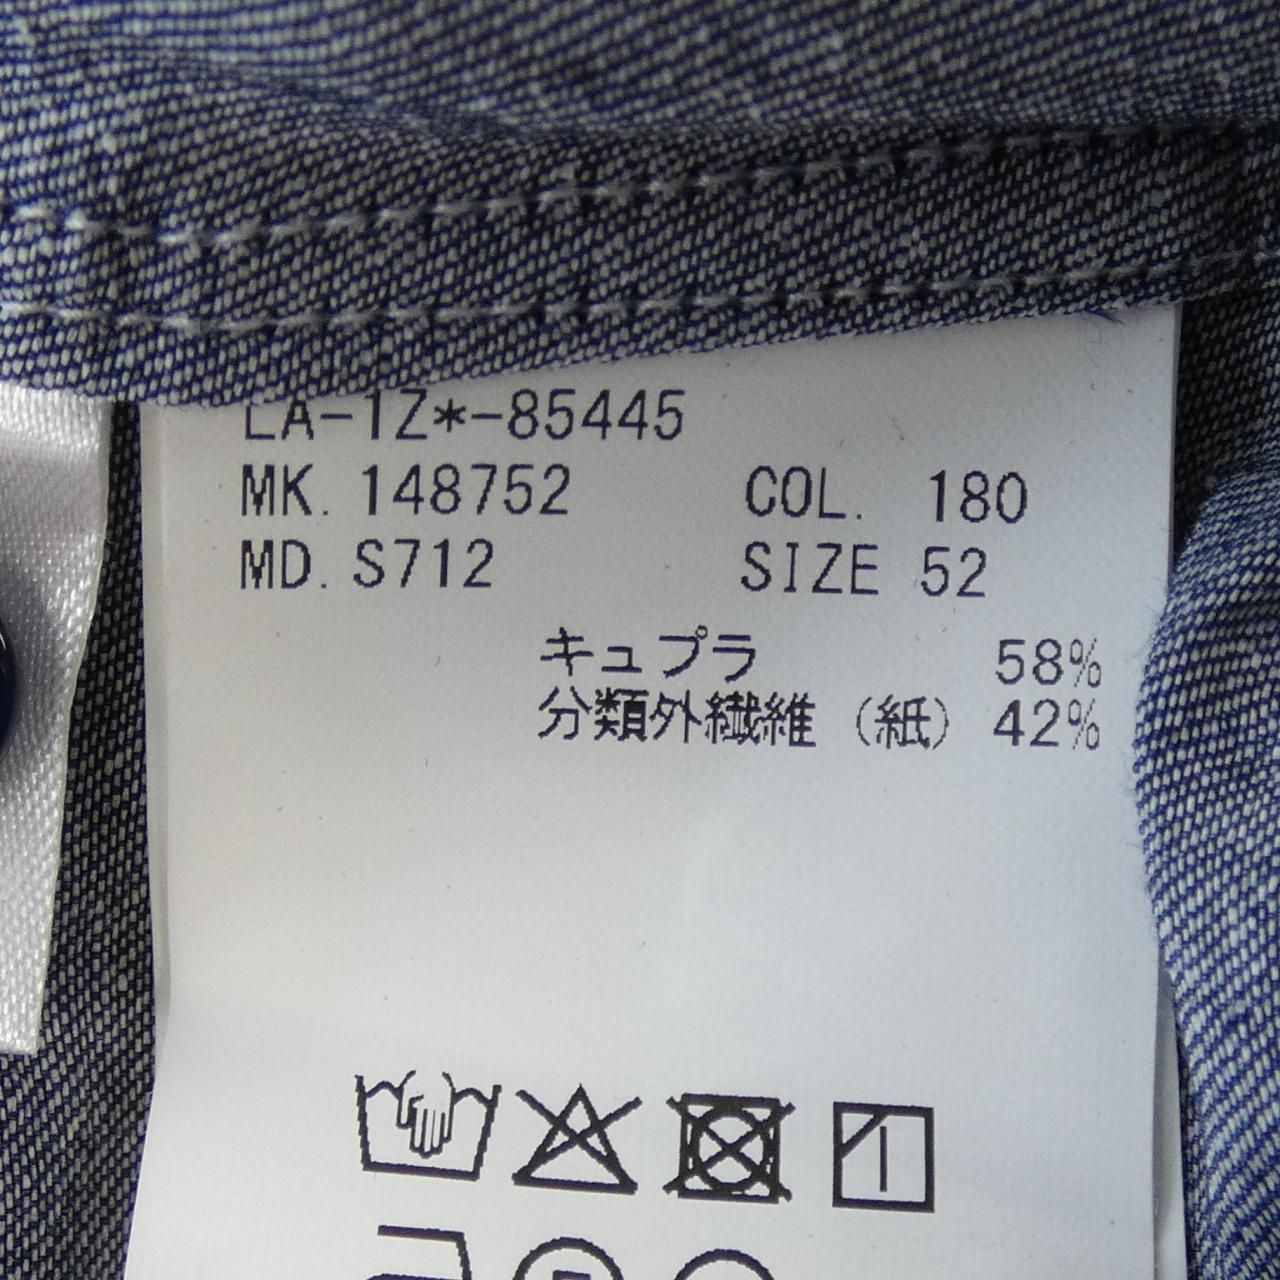 LA-1Z*-85445
MK. 148752 COL. 180
MD. S712 SIZE 52
キュプラ 58%
分類外繊維 (紙) 42%